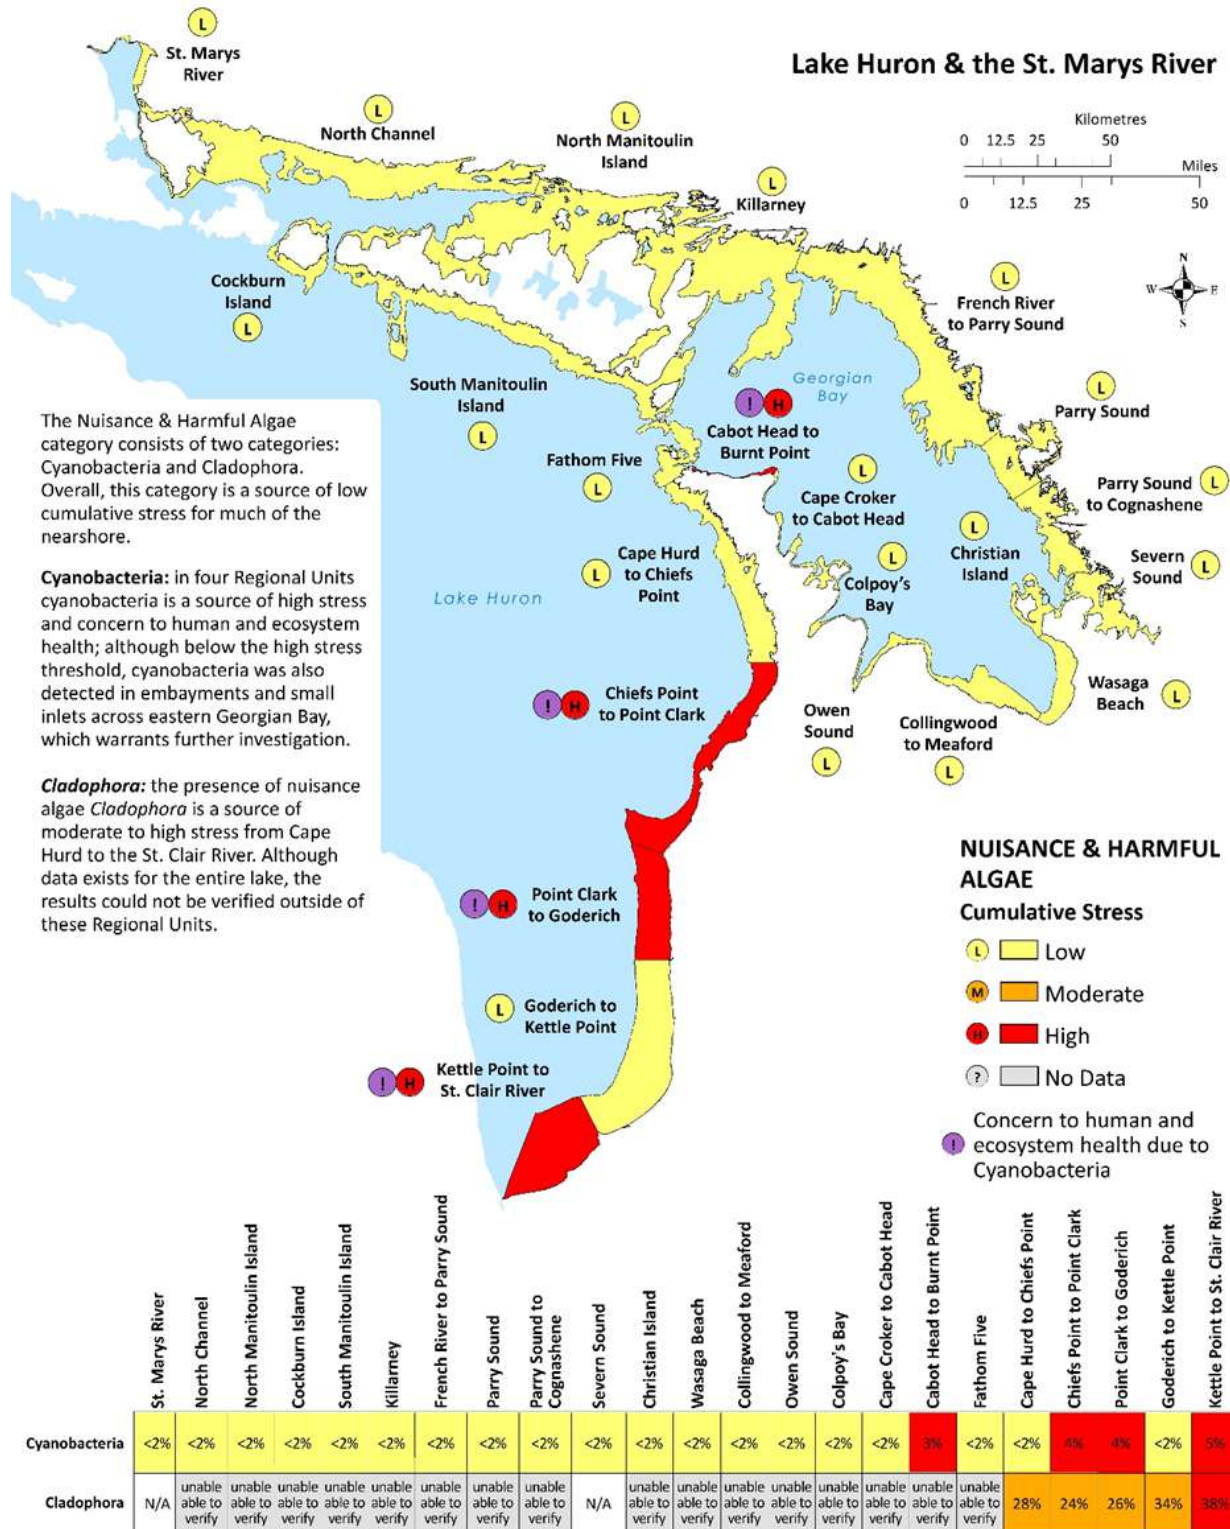 L
St. Marys
River
Lake Huron & the St. Marys River
L
North Channel
L
North Manitoulin
Island
Kilometres
0 12.5 25 50
Miles
0 12.5 25 50
L
Killarney
N
W E
S
L
French River
to Parry Sound
Cockburn
Island
L
Georgian
Bay
L
Parry Sound
South Manitoulin
Island
L
! H
Cabot Head to
Burnt Point
Fathom Five
L
L
Cape Croker
to Cabot Head
Parry Sound
to Cognashene
L
L
Christian
Island
Severn
Sound
L
L
Colpoy's
Bay
Cape Hurd
to Chiefs
Point
L
Lake Huron
The Nuisance & Harmful Algae
category consists of two categories:
Cyanobacteria and Cladophora.
Overall, this category is a source of low
cumulative stress for much of the
nearshore.
Cyanobacteria: in four Regional Units
cyanobacteria is a source of high stress
and concern to human and ecosystem
health; although below the high stress
threshold, cyanobacteria was also
detected in embayments and small
inlets across eastern Georgian Bay,
which warrants further investigation.
Cladophora: the presence of nuisance
algae Cladophora is a source of
moderate to high stress from Cape
Hurd to the St. Clair River. Although
data exists for the entire lake, the
results could not be verified outside of
these Regional Units.
! H
Chiefs Point
to Point Clark
Owen
Sound
L
Collingwood
to Meaford
L
Wasaga
Beach
L
! H
Point Clark
to Goderich
L
Goderich to
Kettle Point
! H
Kettle Point to
St. Clair River
NUISANCE & HARMFUL
ALGAE
Cumulative Stress
L Low
M Moderate
H High
? No Data
! Concern to human and
ecosystem health due to
Cyanobacteria
St. Marys River
North Channel
North Manitoulin Island
Cockburn Island
South Manitoulin Island
Killarney
French River to Parry Sound
Parry Sound
Parry Sound to
Cognashene
Severn Sound
Christian Island
Wasaga Beach
Collingwood to Meaford
Owen Sound
Colpoy's Bay
Cape Croker to Cabot Head
Cabot Head to Burnt Point
Fathom Five
Cape Hurd to Chiefs Point
Chiefs Point to Point Clark
Point Clark to Goderich
Goderich to Kettle Point
Kettle Point to St. Clair River
Cyanobacteria <2% <2% <2% <2% <2% <2% <2% <2% <2% <2% <2% <2% <2% <2% <2% <2% 3% <2% <2% 4% 4% <2% 5%
unable unable unable unable unable unable unable unable unable unable unable unable unable unable unable unable
Cladophora N/A able to able to able to able to able to able to able to able to N/A able to able to able to able to able to able to able to able to 28% 24% 26% 34% 38%
verify verify verify verify verify verify verify verify verify verify verify verify verify verify verify verify